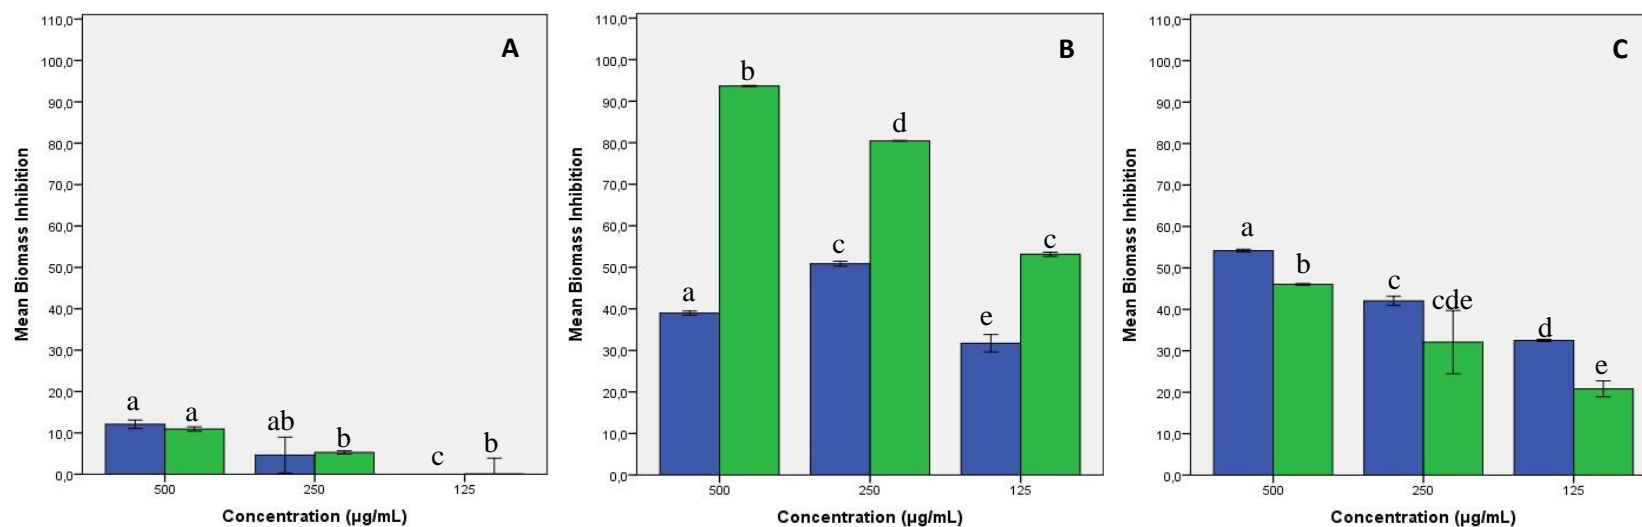 A
Mean Biomass Inhibition
110,0
100,0
90,0
80,0
70,0
60,0
50,0
40,0
30,0
20,0
10,0
0,0
a a ab b c b
500 250 125
Concentration (µg/mL)
B
Mean Biomass Inhibition
110,0
100,0
90,0
80,0
70,0
60,0
50,0
40,0
30,0
20,0
10,0
0,0
a b c d e c
500 250 125
Concentration (µg/mL)
C
Mean Biomass Inhibition
110,0
100,0
90,0
80,0
70,0
60,0
50,0
40,0
30,0
20,0
10,0
0,0
a b c cde d e
500 250 125
Concentration (µg/mL)